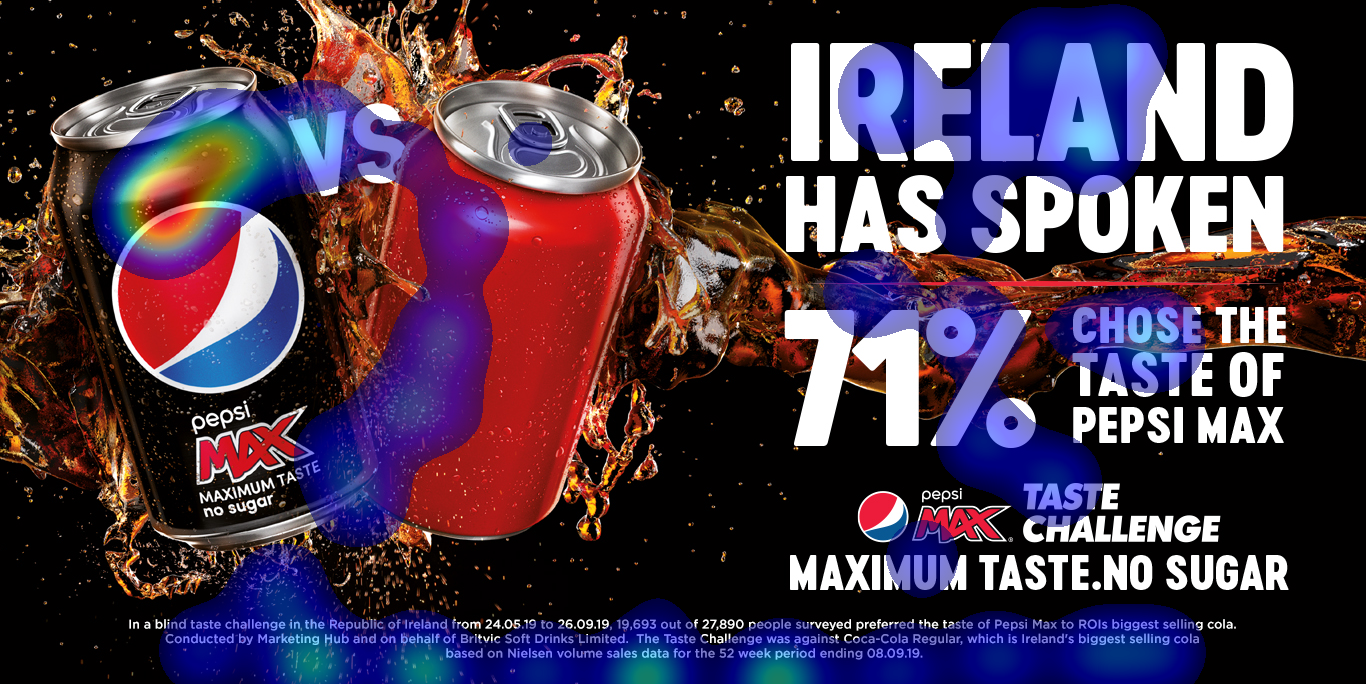 VS
pepsi
MAX
MAXIMUM TASTE
no sugar
IRELAND
HAS SPOKEN
71%
CHOSE THE
TASTE OF
PEPSI MAX
pepsi
MAX®
TASTE
CHALLENGE
MAXIMUM TASTE.NO SUGAR
In a blind taste challenge in the Republic of Ireland from 24.05.19 to 26.09.19, 19,693 out of 27,890 people surveyed preferred the taste of Pepsi Max to ROIs biggest selling cola.
Conducted by Marketing Hub and on behalf of Britvic Soft Drinks Limited. The Taste Challenge was against Coca-Cola Regular, which is Ireland's biggest selling cola
based on Nielsen volume sales data for the 52 week period ending 08.09.19.